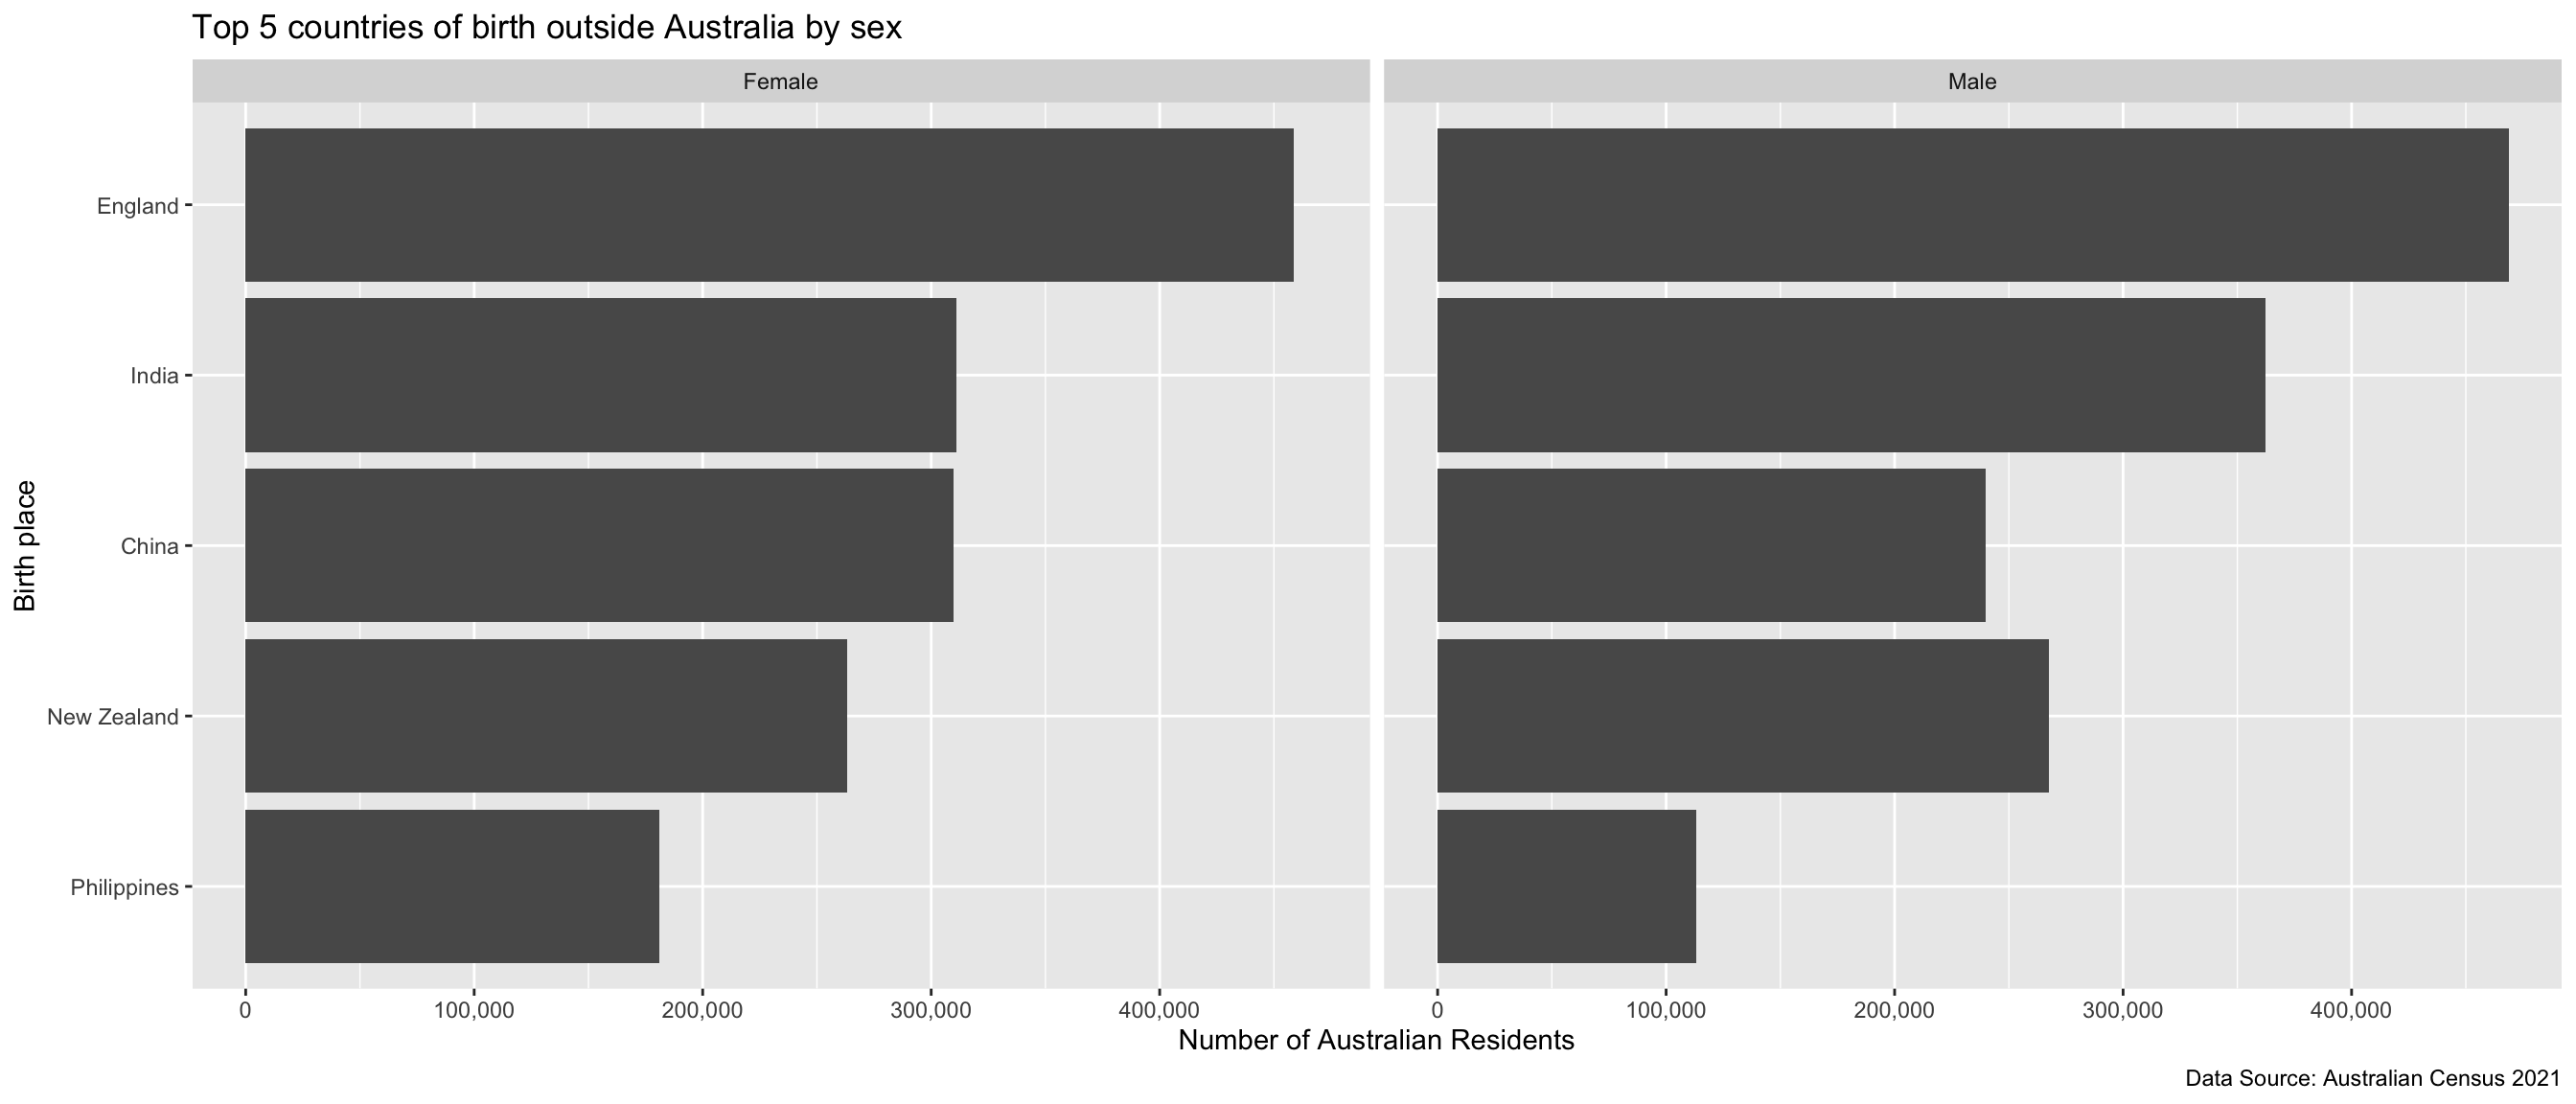 Top 5 countries of birth outside Australia by sex
Female
Male
Birth place
England
India
China
New Zealand
Philippines
0 100,000 200,000 300,000 400,000
0 100,000 200,000 300,000 400,000
Number of Australian Residents
Data Source: Australian Census 2021